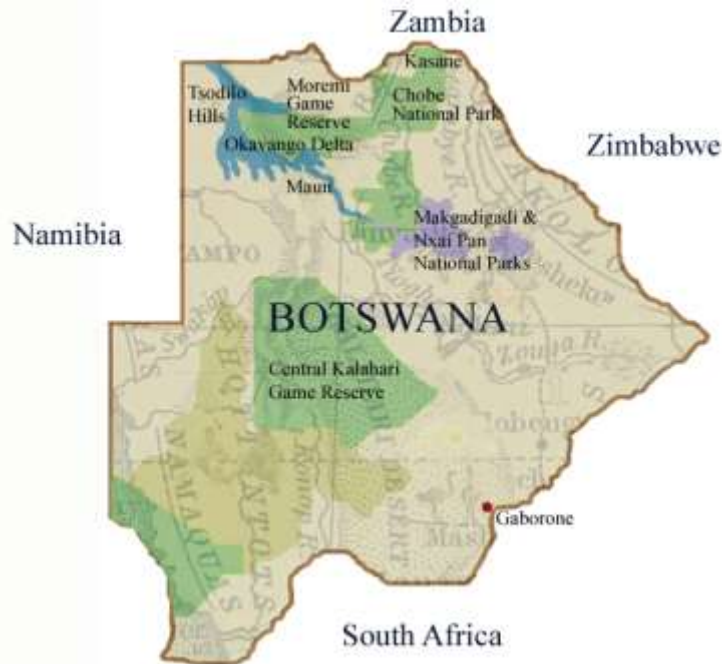 Zambia
Kasane
Tsodilo
Hills
Moremi
Game
Reserve
Chobe
National Park
Okavango Delta
Zimbabwe
Maun
Makgadigadi &
Nxai Pan
National Parks
Namibia
BOTSWANA
Central Kalahari
Game Reserve
Gaborone
South Africa
NAMAQUAS